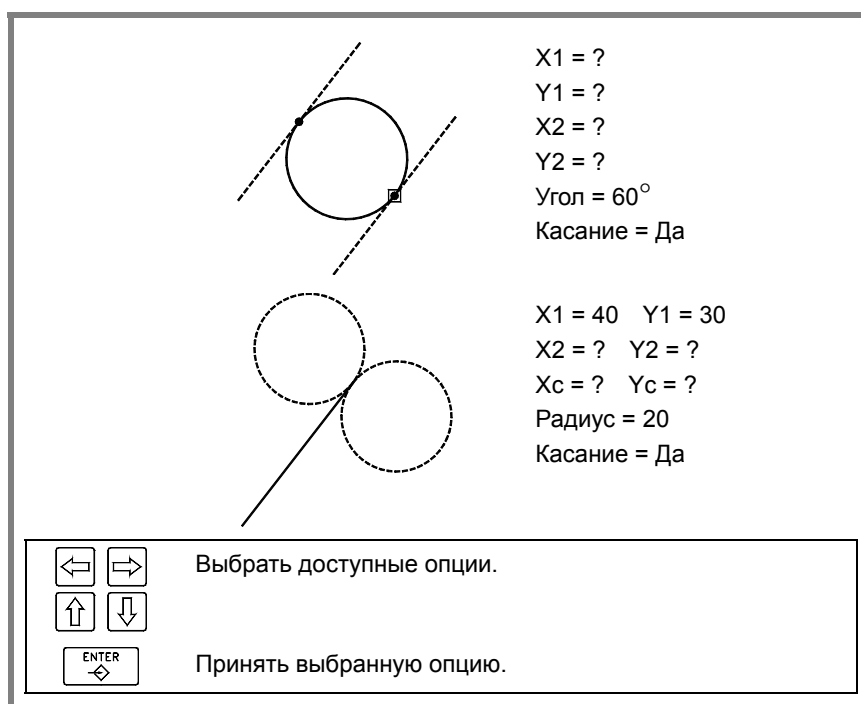 X1 = ?
Y1 = ?
X2 = ?
Y2 = ?
Угол = 60°
Касание = Да
X1 = 40 Y1 = 30
X2 = ? Y2 = ?
Xc = ? Yc = ?
Радиус = 20
Касание = Да
Выбрать доступные опции.
ENTER
Принять выбранную опцию.